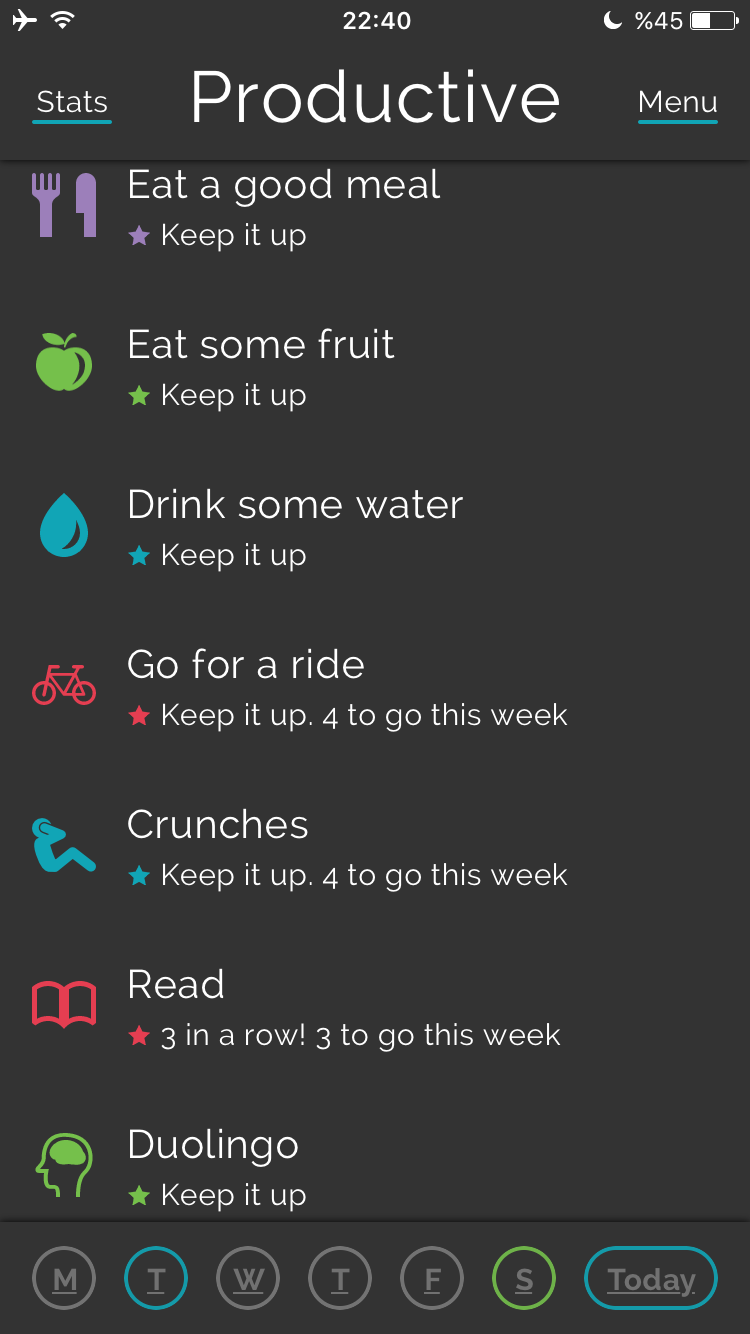 22:40
%45
Stats
Productive
Menu
Eat a good meal
Keep it up
Eat some fruit
Keep it up
Drink some water
Keep it up
Go for a ride
Keep it up. 4 to go this week
Crunches
Keep it up. 4 to go this week
Read
3 in a row! 3 to go this week
Duolingo
Keep it up
M T W T F S Today